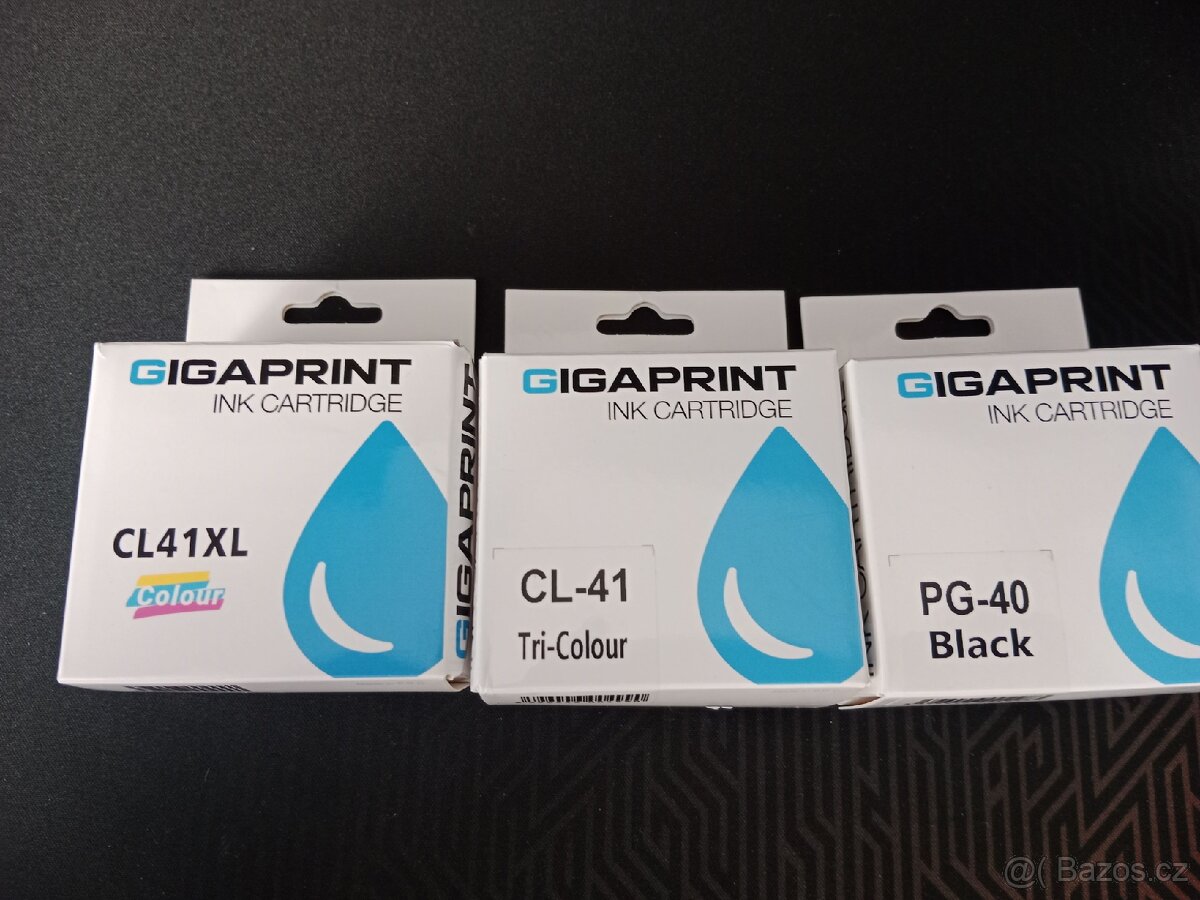 GIGAPRINT
INK CARTRIDGE
CL41XL
Colour
GIGAPRINT
GIGAPRINT
INK CARTRIDGE
CL-41
Tri-Colour
GIGAPRINT
INK CARTRIDGE
PG-40
Black
@( Bazos.cz